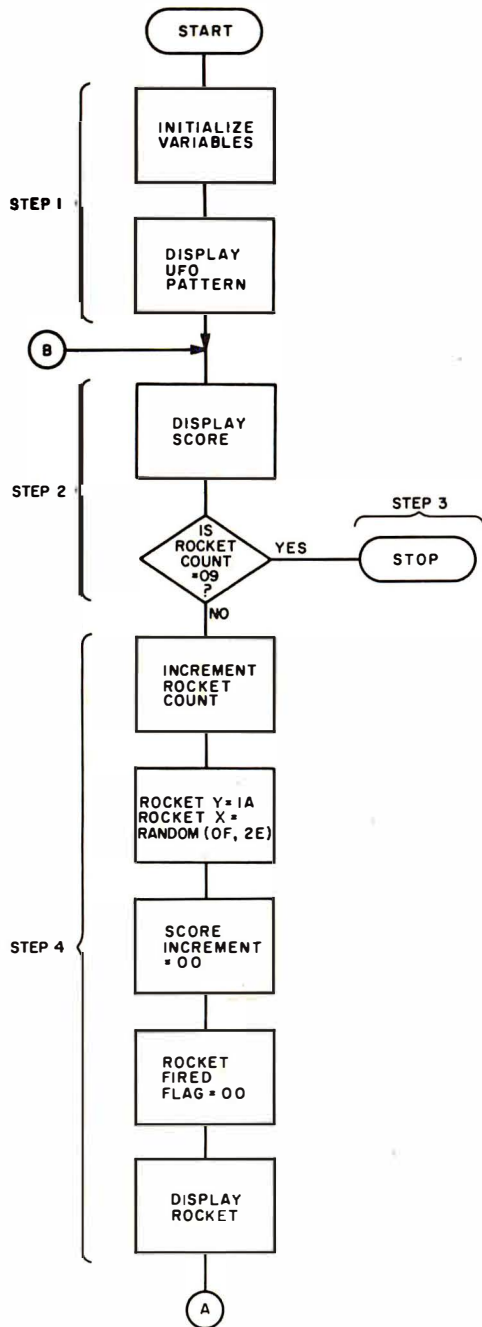 START
STEP 1
INITIALIZE
VARIABLES
DISPLAY
UFO
PATTERN
B
STEP 2
DISPLAY
SCORE
IS
ROCKET
COUNT
=09
?
YES
STEP 3
STOP
NO
STEP 4
INCREMENT
ROCKET
COUNT
ROCKET Y=1A
ROCKET X=
RANDOM (0F, 2E)
SCORE
INCREMENT
=00
ROCKET
FIRED
FLAG=00
DISPLAY
ROCKET
A